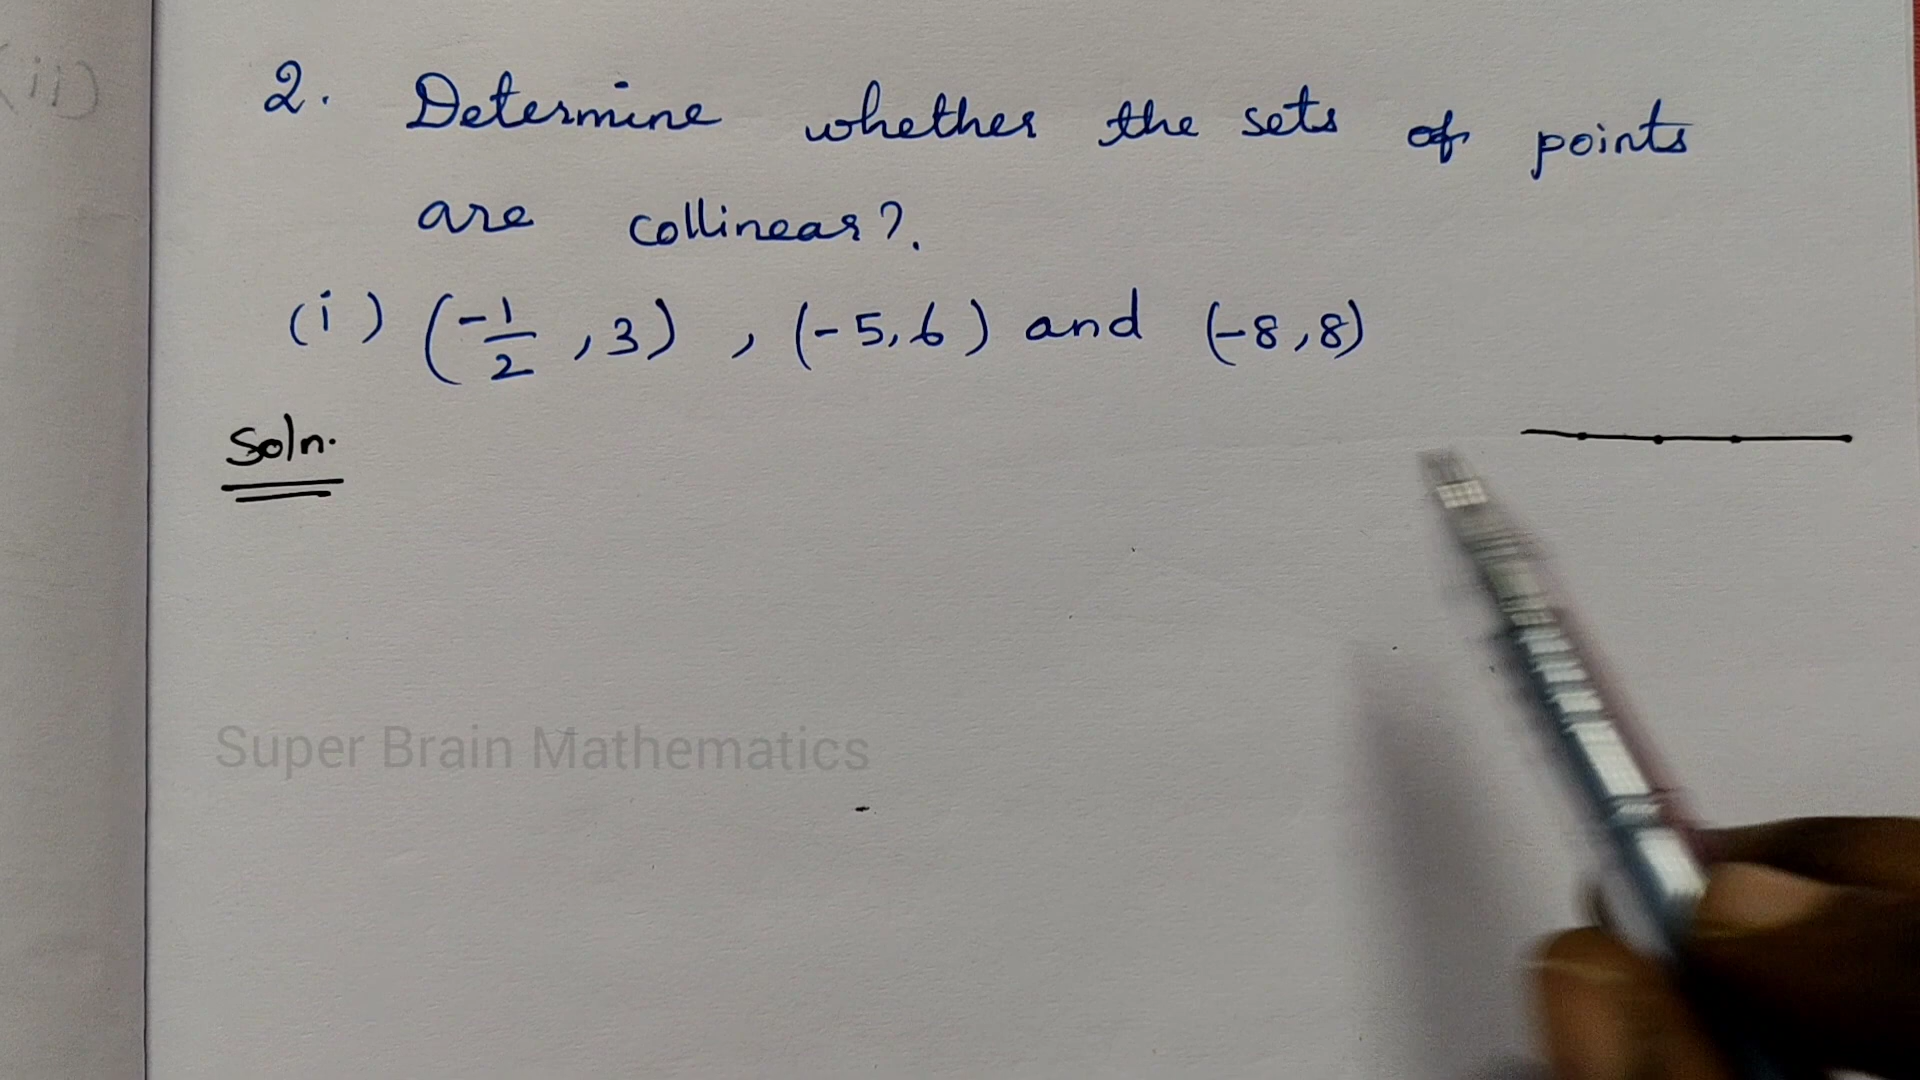 (ii)
2. Determine whether the sets of points
are collinear?.
(i) (-1/2, 3), (-5, 6) and (-8, 8)
Soln.
Super Brain Mathematics